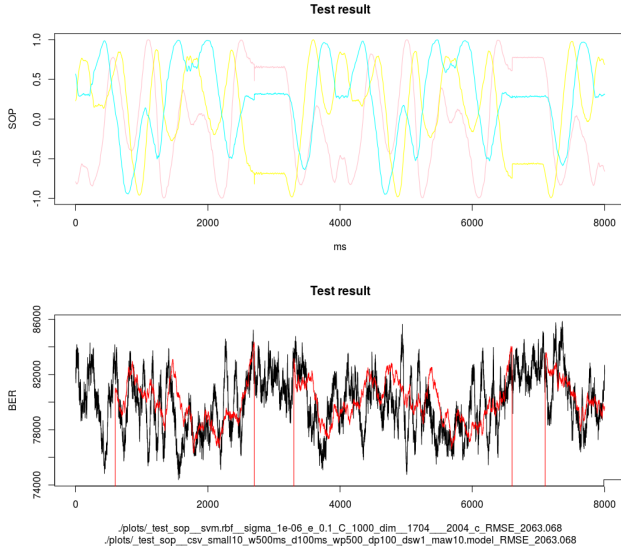 Test result
1.0
0.5
0.0
-0.5
-1.0
SOP
0 2000 4000 6000 8000
ms
Test result
86000
82000
78000
74000
BER
0 2000 4000 6000 8000
./plots/_test_sop__svm.rbf__sigma_1e-06_e_0.1_C_1000_dim__1704___2004_c_RMSE_2063.068
./plots/_test_sop__csv_small10_w500ms_d100ms_wp500_dp100_dsw1_maw10.model_RMSE_2063.068